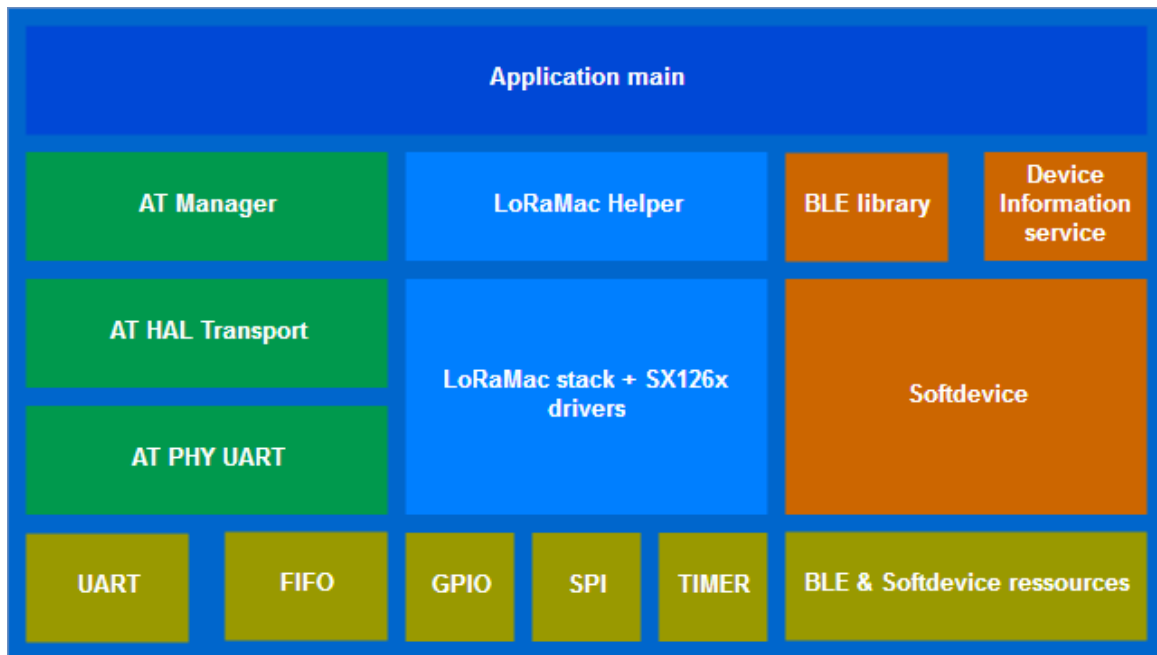 Application main
AT Manager
LoRaMac Helper
BLE library
Device
Information
service
AT HAL Transport
LoRaMac stack + SX126x
drivers
Softdevice
AT PHY UART
UART
FIFO
GPIO
SPI
TIMER
BLE & Softdevice ressources